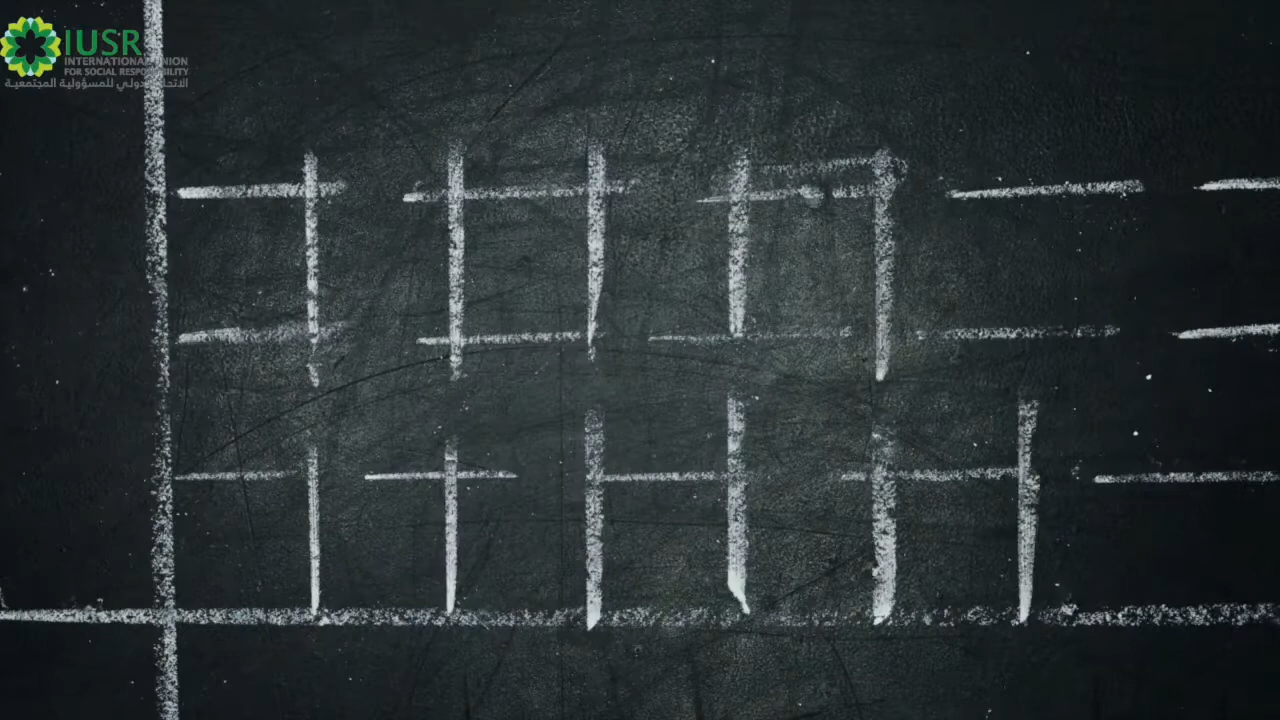 IUSR
INTERNATIONAL UNION
FOR SOCIAL RESPONSIBILITY
الاتحاد الدولي للمسؤولية المجتمعية